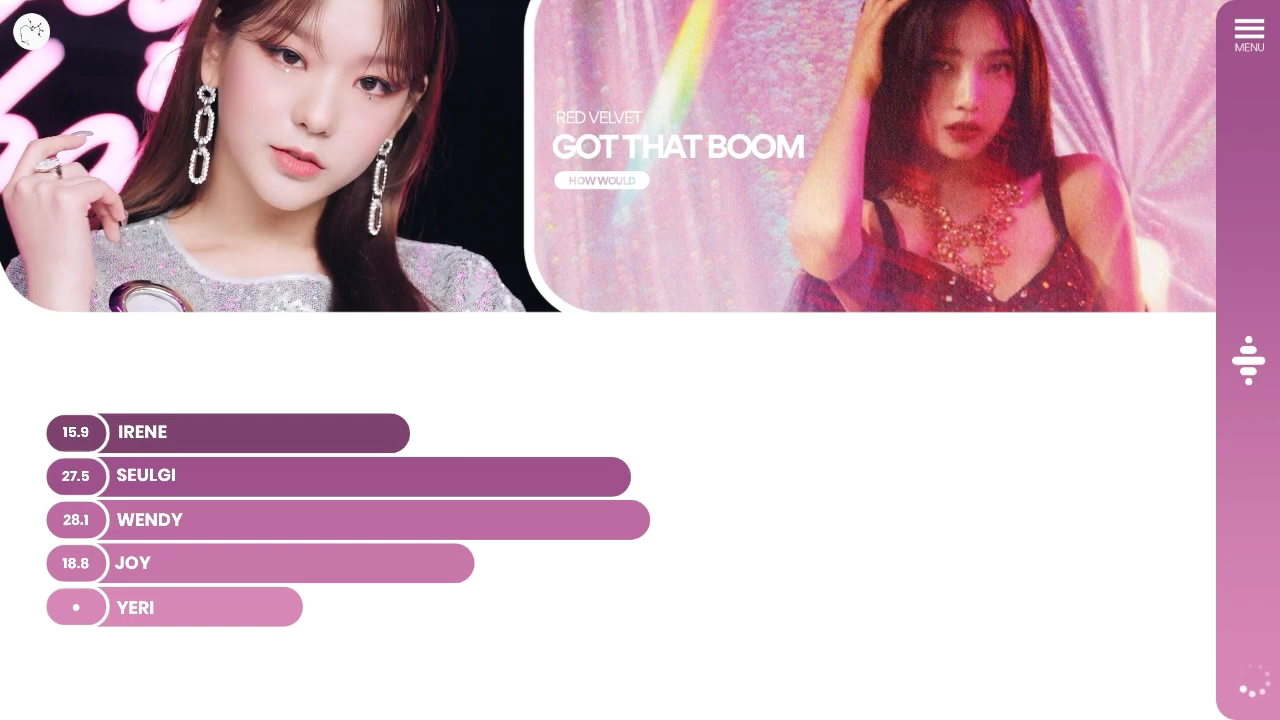 MENU
RED VELVET
GOT THAT BOOM
HOW WOULD
15.9 IRENE
27.5 SEULGI
28.1 WENDY
18.8 JOY
• YERI